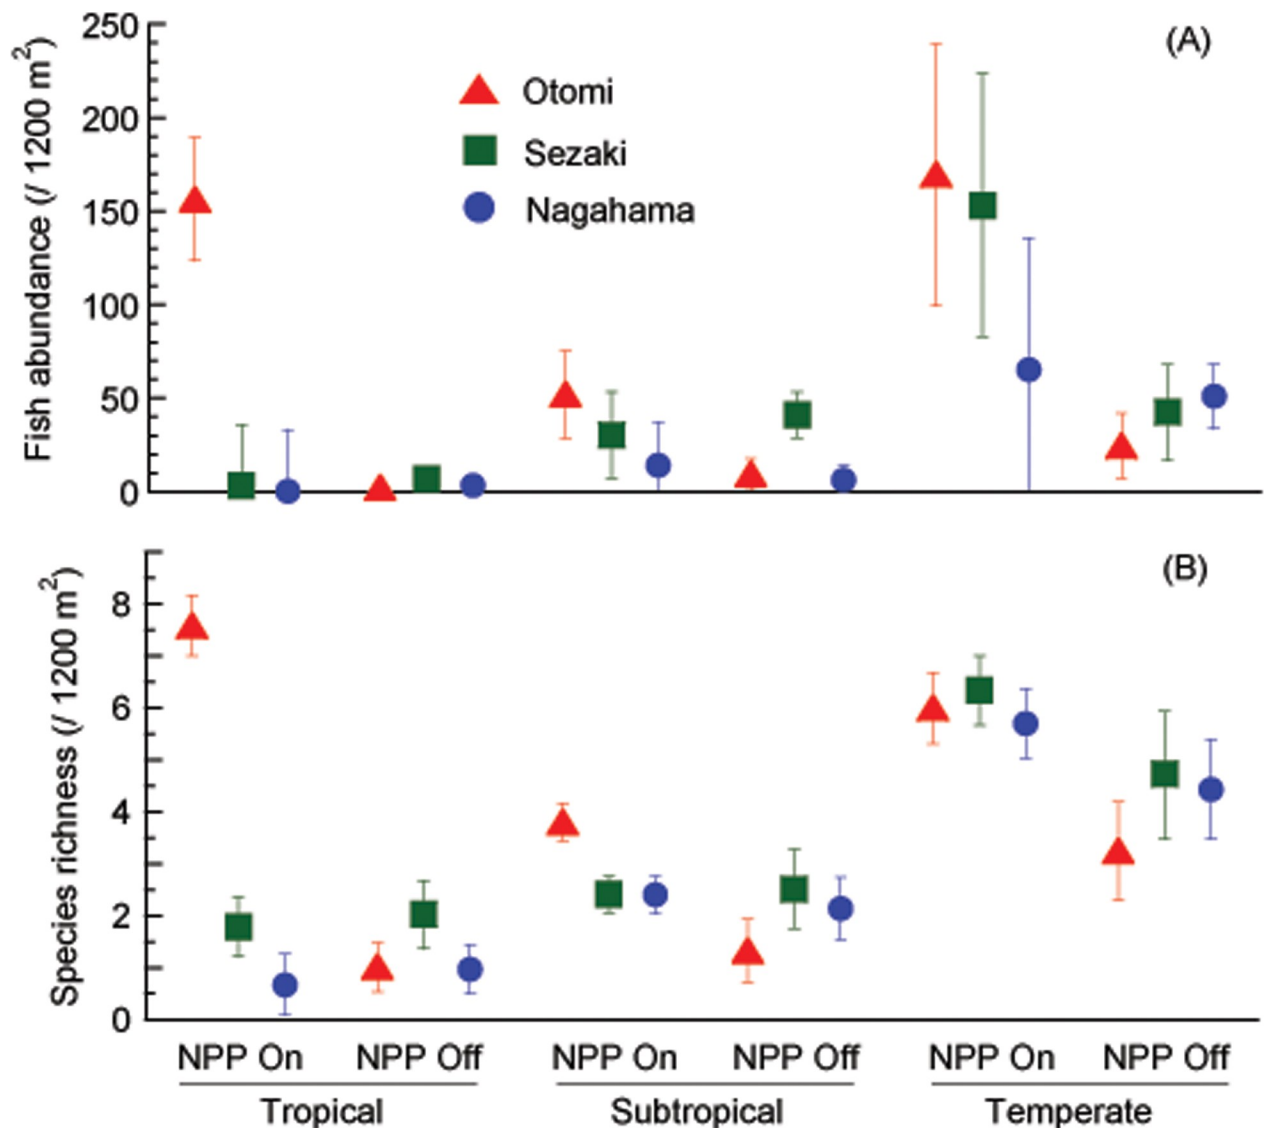 (A)
Fish abundance (/ 1200 m²)
250
200
150
100
50
0
Otomi
Sezaki
Nagahama
(B)
Species richness (/ 1200 m²)
8
6
4
2
0
NPP On NPP Off NPP On NPP Off NPP On NPP Off
Tropical Subtropical Temperate